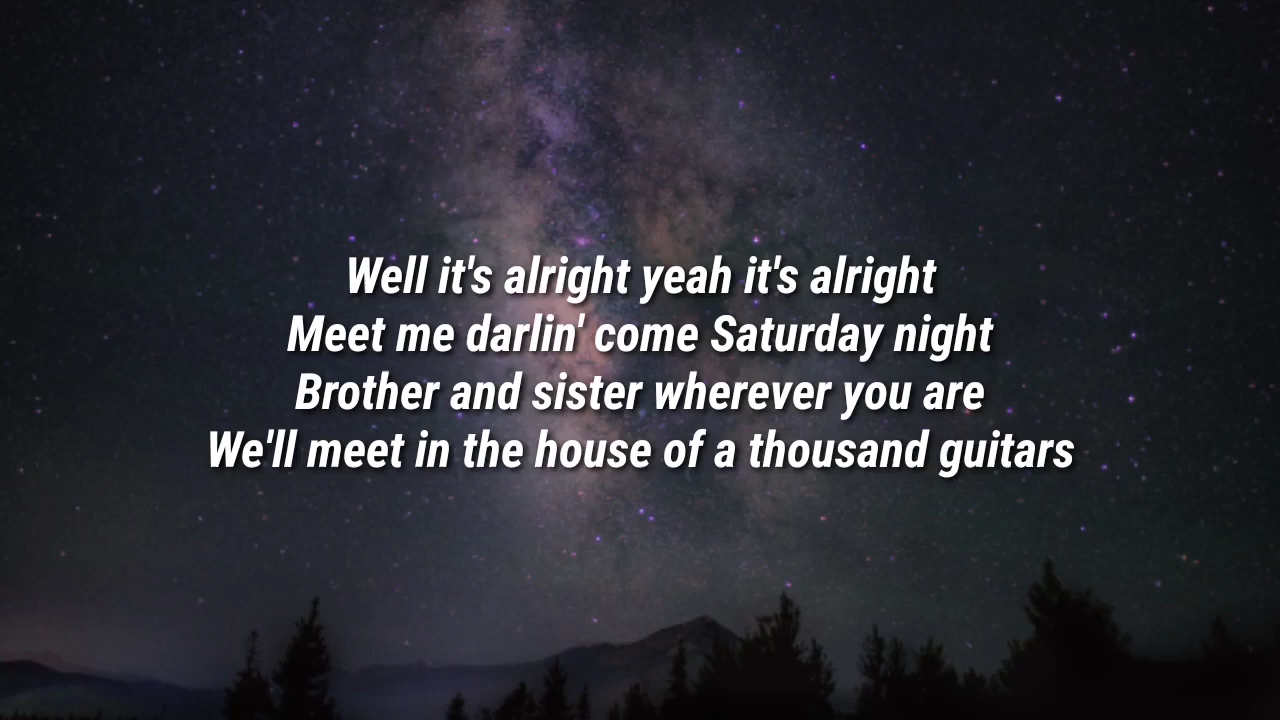 Well it's alright yeah it's alright
Meet me darlin' come Saturday night
Brother and sister wherever you are
We'll meet in the house of a thousand guitars